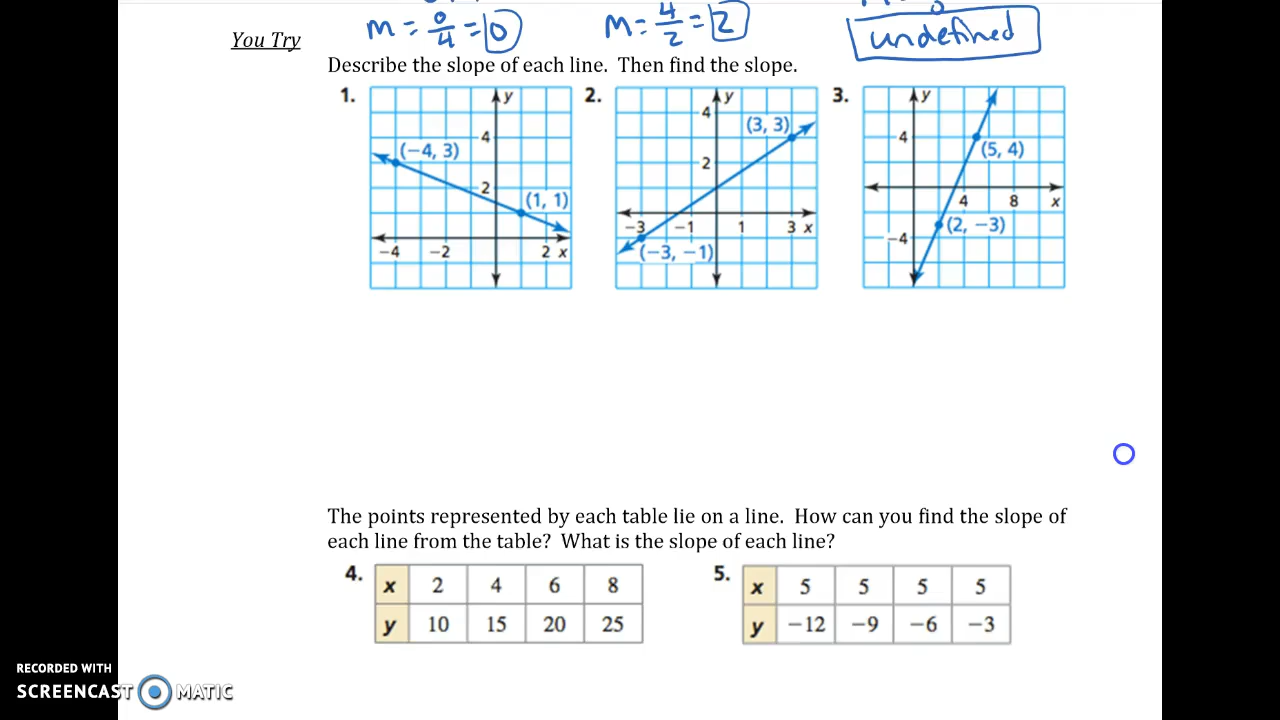 m = 0/4 = 0
m = 4/2 = 2
undefined
You Try
Describe the slope of each line.  Then find the slope.
1.
y
4
(−4, 3)
2
(1, 1)
−4
−2
2
x
2.
y
4
(3, 3)
2
−3
−1
1
3
x
(−3, −1)
3.
y
4
(5, 4)
4
8
x
(2, −3)
−4
The points represented by each table lie on a line.  How can you find the slope of
each line from the table?  What is the slope of each line?
4.
x 2 4 6 8
y 10 15 20 25
5.
x 5 5 5 5
y −12 −9 −6 −3
RECORDED WITH
SCREENCAST MATIC